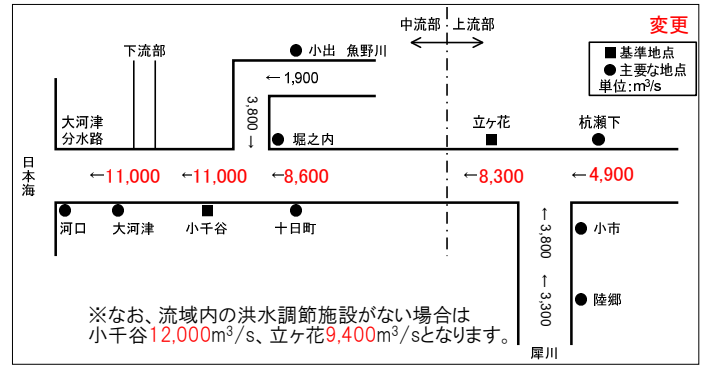 変更
中流部 上流部
■基準地点
●主要な地点
単位:m³/s
下流部
小出 魚野川
←1,900
3,800→
大河津
分水路
堀之内
立ヶ花
杭瀬下
日本海
←11,000
←11,000
←8,600
←8,300
←4,900
河口
大河津
小千谷
十日町
←3,800
小市
←3,300
陸郷
犀川
※なお、流域内の洪水調節施設がない場合は
小千谷12,000m³/s、立ヶ花9,400m³/sとなります。